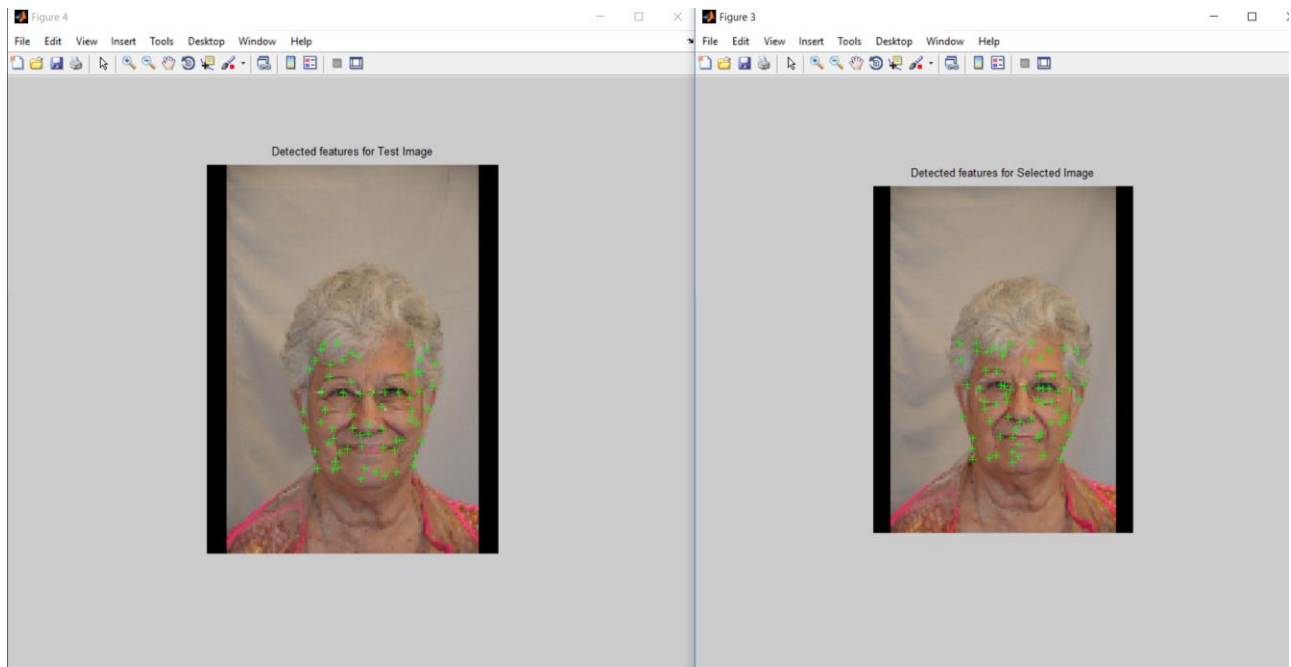 Figure 4
File Edit View Insert Tools Desktop Window Help
Detected features for Test Image
Figure 3
File Edit View Insert Tools Desktop Window Help
Detected features for Selected Image